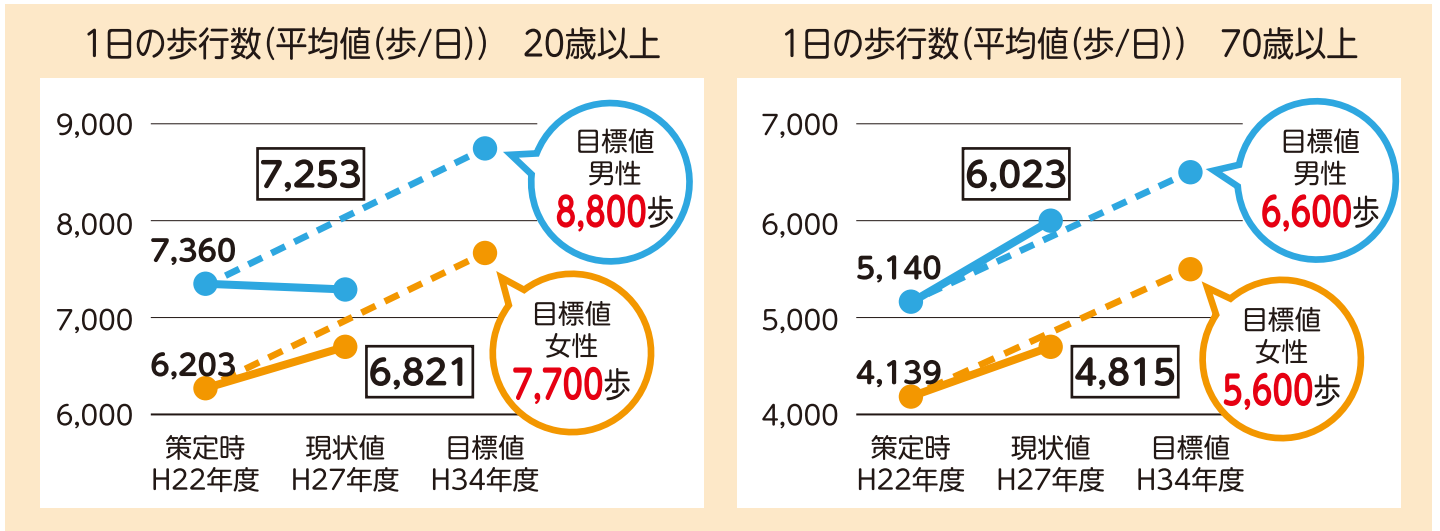 1日の歩行数(平均値(歩/日)) 20歳以上
9,000
8,000
7,000
6,000
7,253
7,360
6,203
6,821
目標値
男性
8,800歩
目標値
女性
7,700歩
策定時
H22年度
現状値
H27年度
目標値
H34年度
1日の歩行数(平均値(歩/日)) 70歳以上
7,000
6,000
5,000
4,000
6,023
5,140
4,139
4,815
目標値
男性
6,600歩
目標値
女性
5,600歩
策定時
H22年度
現状値
H27年度
目標値
H34年度